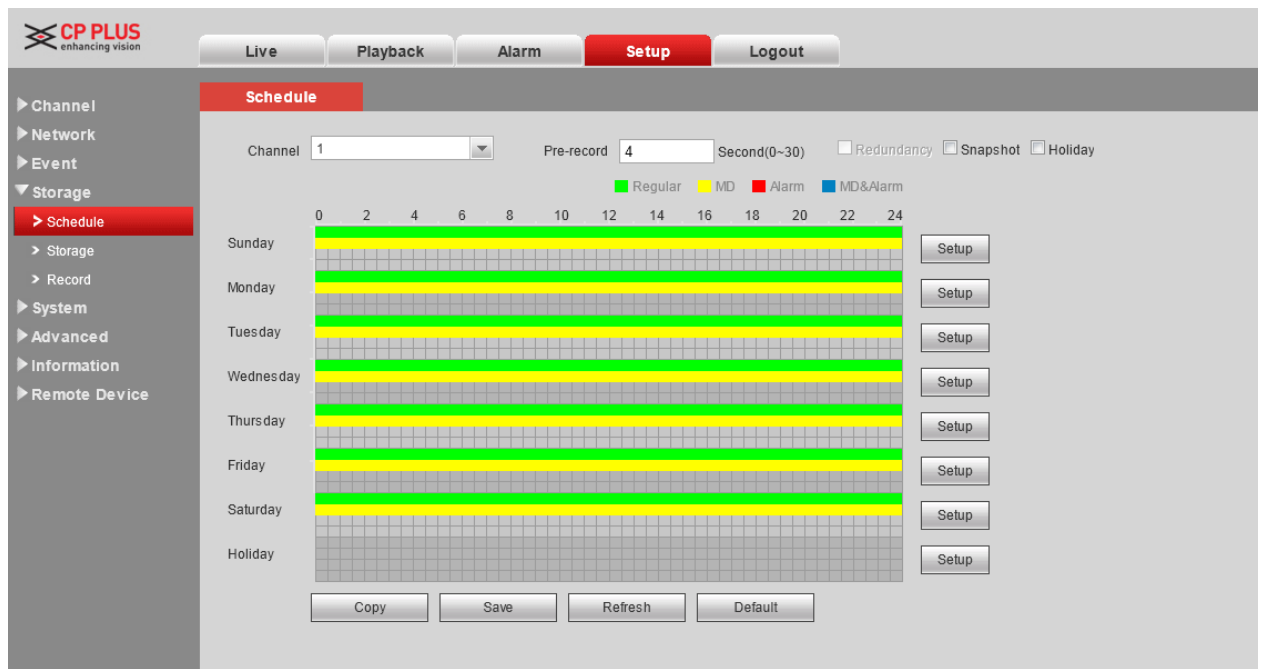 CP PLUS
enhancing vision
Live Playback Alarm Setup Logout
Channel
Network
Event
Storage
Schedule
Storage
Record
System
Advanced
Information
Remote Device
Schedule
Channel 1 Pre-record 4 Second(0~30) Redundancy Snapshot Holiday
Regular MD Alarm MD&Alarm
0 2 4 6 8 10 12 14 16 18 20 22 24
Sunday Setup
Monday Setup
Tuesday Setup
Wednesday Setup
Thursday Setup
Friday Setup
Saturday Setup
Holiday Setup
Copy Save Refresh Default